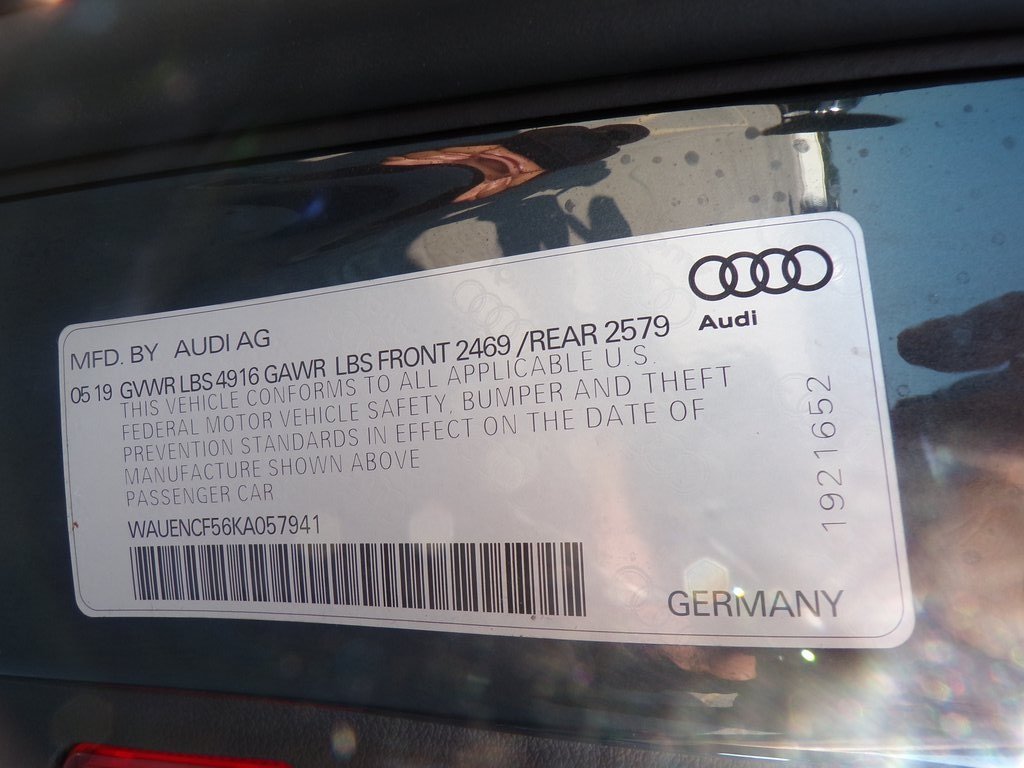 Audi
MFD. BY AUDI AG
05 19 GVWR LBS 4916 GAWR LBS FRONT 2469 /REAR 2579
THIS VEHICLE CONFORMS TO ALL APPLICABLE U.S.
FEDERAL MOTOR VEHICLE SAFETY, BUMPER AND THEFT
PREVENTION STANDARDS IN EFFECT ON THE DATE OF
MANUFACTURE SHOWN ABOVE
PASSENGER CAR
WAUENCF56KA057941
GERMANY
1921652